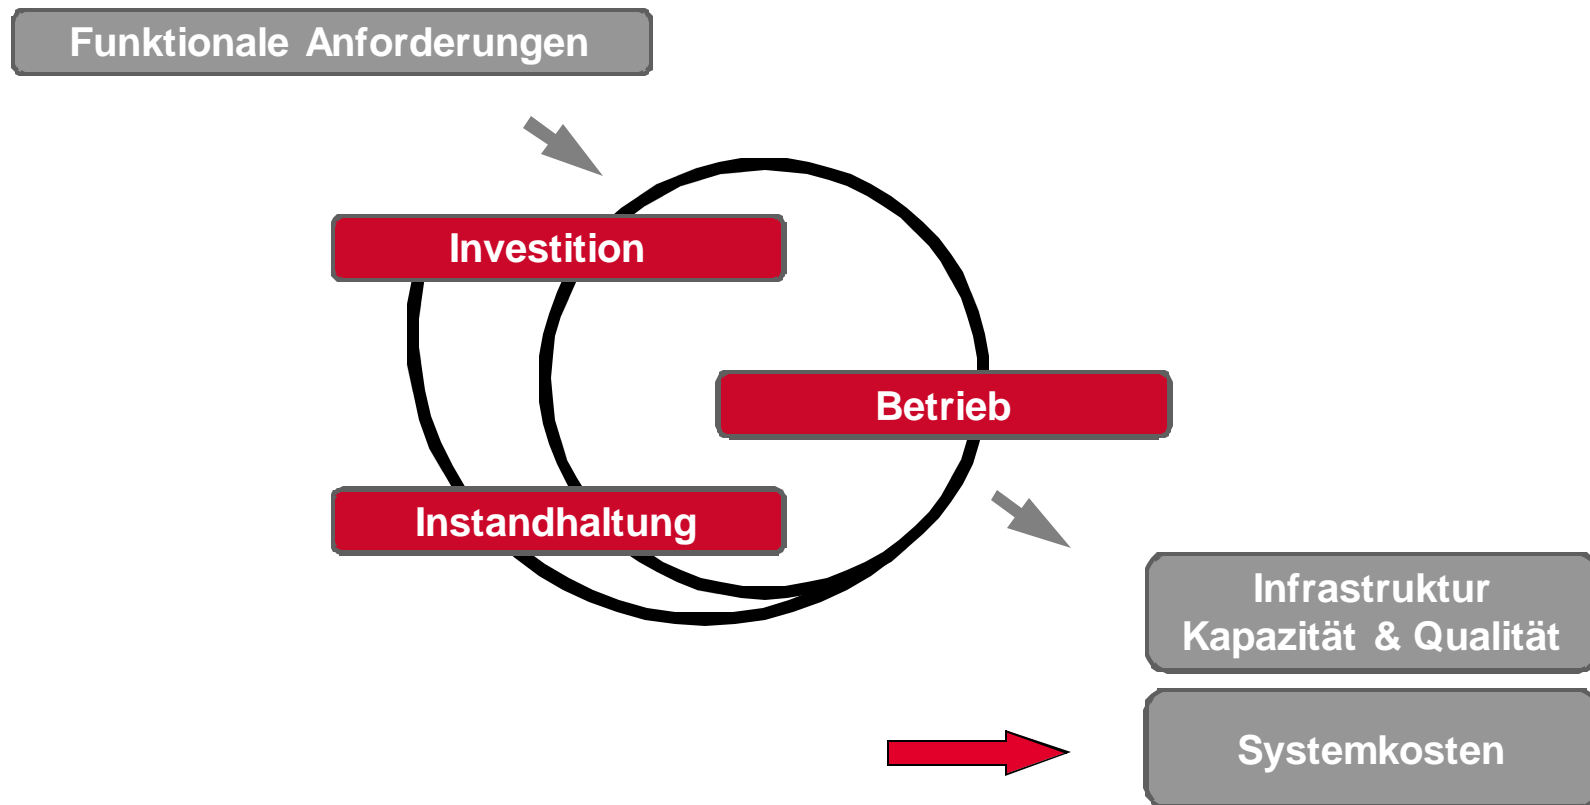 Funktionale Anforderungen
Investition
Betrieb
Instandhaltung
Infrastruktur
Kapazität & Qualität
Systemkosten